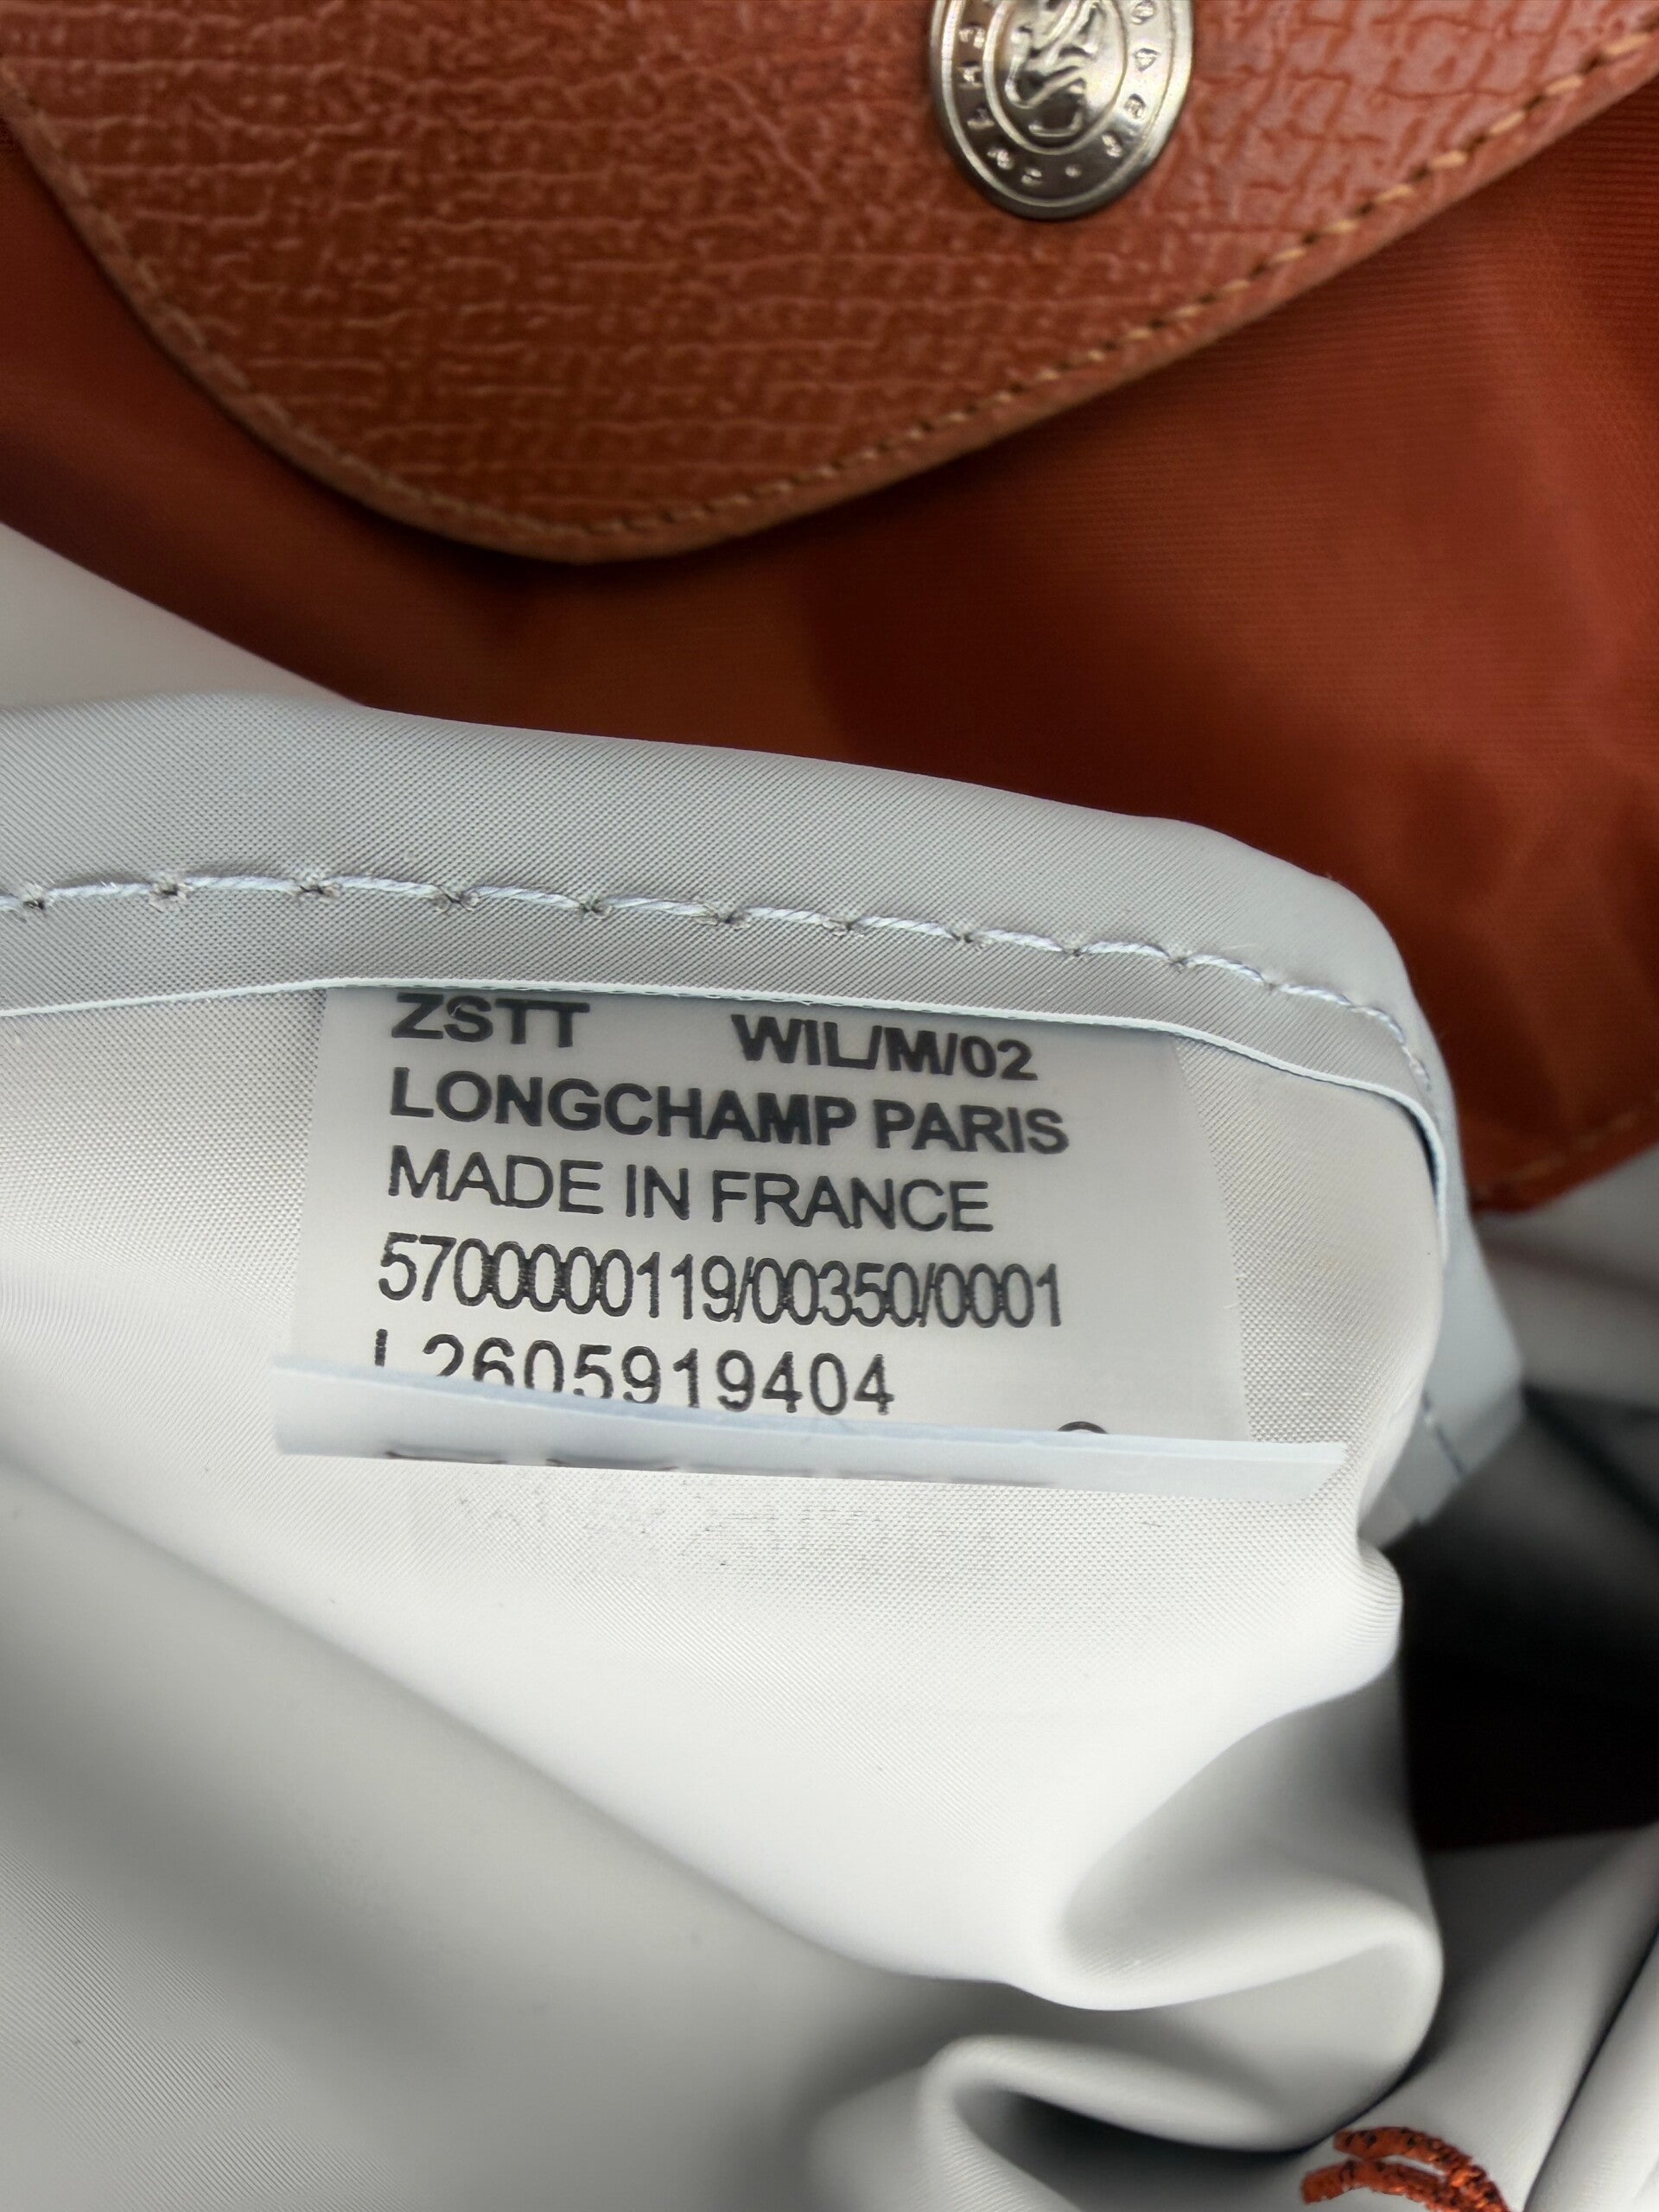 ZSTT WIL/M/02
LONGCHAMP PARIS
MADE IN FRANCE
5700000119/00350/0001
L2605919404